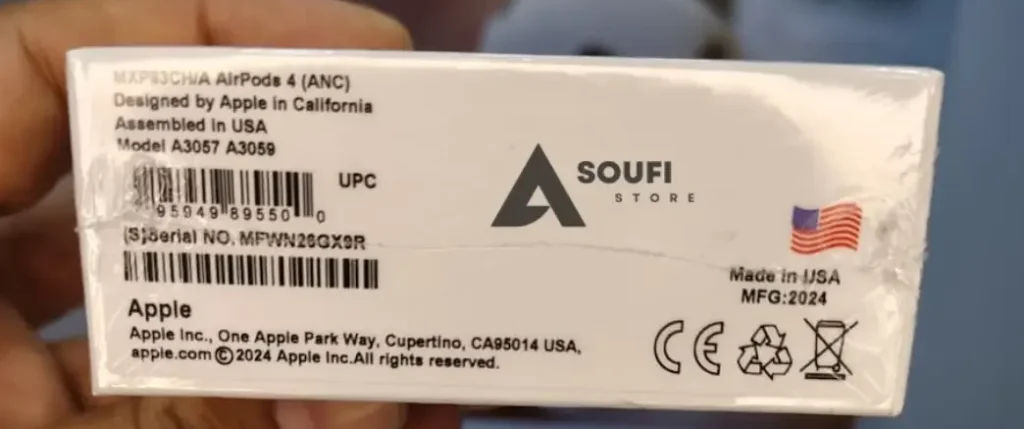 MXP93CH/A AirPods 4 (ANC)
Designed by Apple in California
Assembled in USA
Model A3057 A3059
UPC
95949 89550 0
(S)Serial NO. MFWN26GX9R
Apple
Apple Inc., One Apple Park Way, Cupertino, CA95014 USA,
apple.com ©2024 Apple Inc.All rights reserved.
SOUFI
STORE
Made in USA
MFG:2024
CE